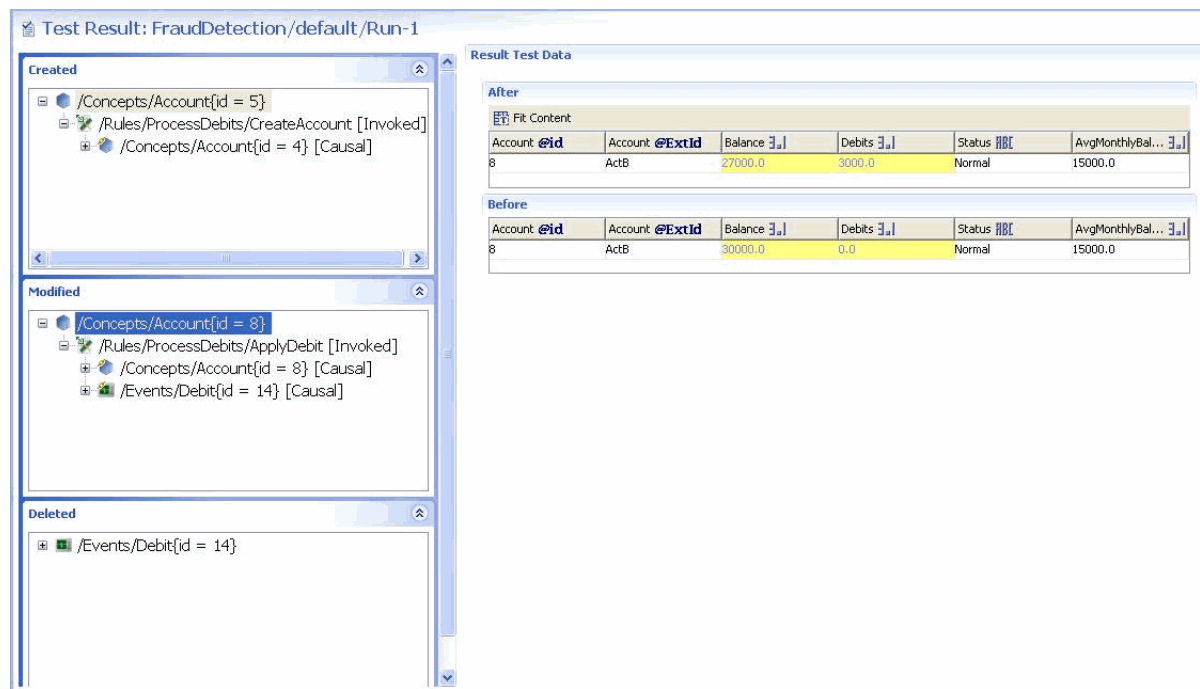 Test Result: FraudDetection/default/Run-1
Created
/Concepts/Account{id = 5}
/Rules/ProcessDebits/CreateAccount [Invoked]
/Concepts/Account{id = 4} [Causal]
Modified
/Concepts/Account{id = 8}
/Rules/ProcessDebits/ApplyDebit [Invoked]
/Concepts/Account{id = 8} [Causal]
/Events/Debit{id = 14} [Causal]
Deleted
/Events/Debit{id = 14}
Result Test Data
After
Fit Content
Account @id Account @ExtId Balance Debits Status AvgMonthlyBal...
8 ActB 27000.0 3000.0 Normal 15000.0
Before
Account @id Account @ExtId Balance Debits Status AvgMonthlyBal...
8 ActB 30000.0 0.0 Normal 15000.0